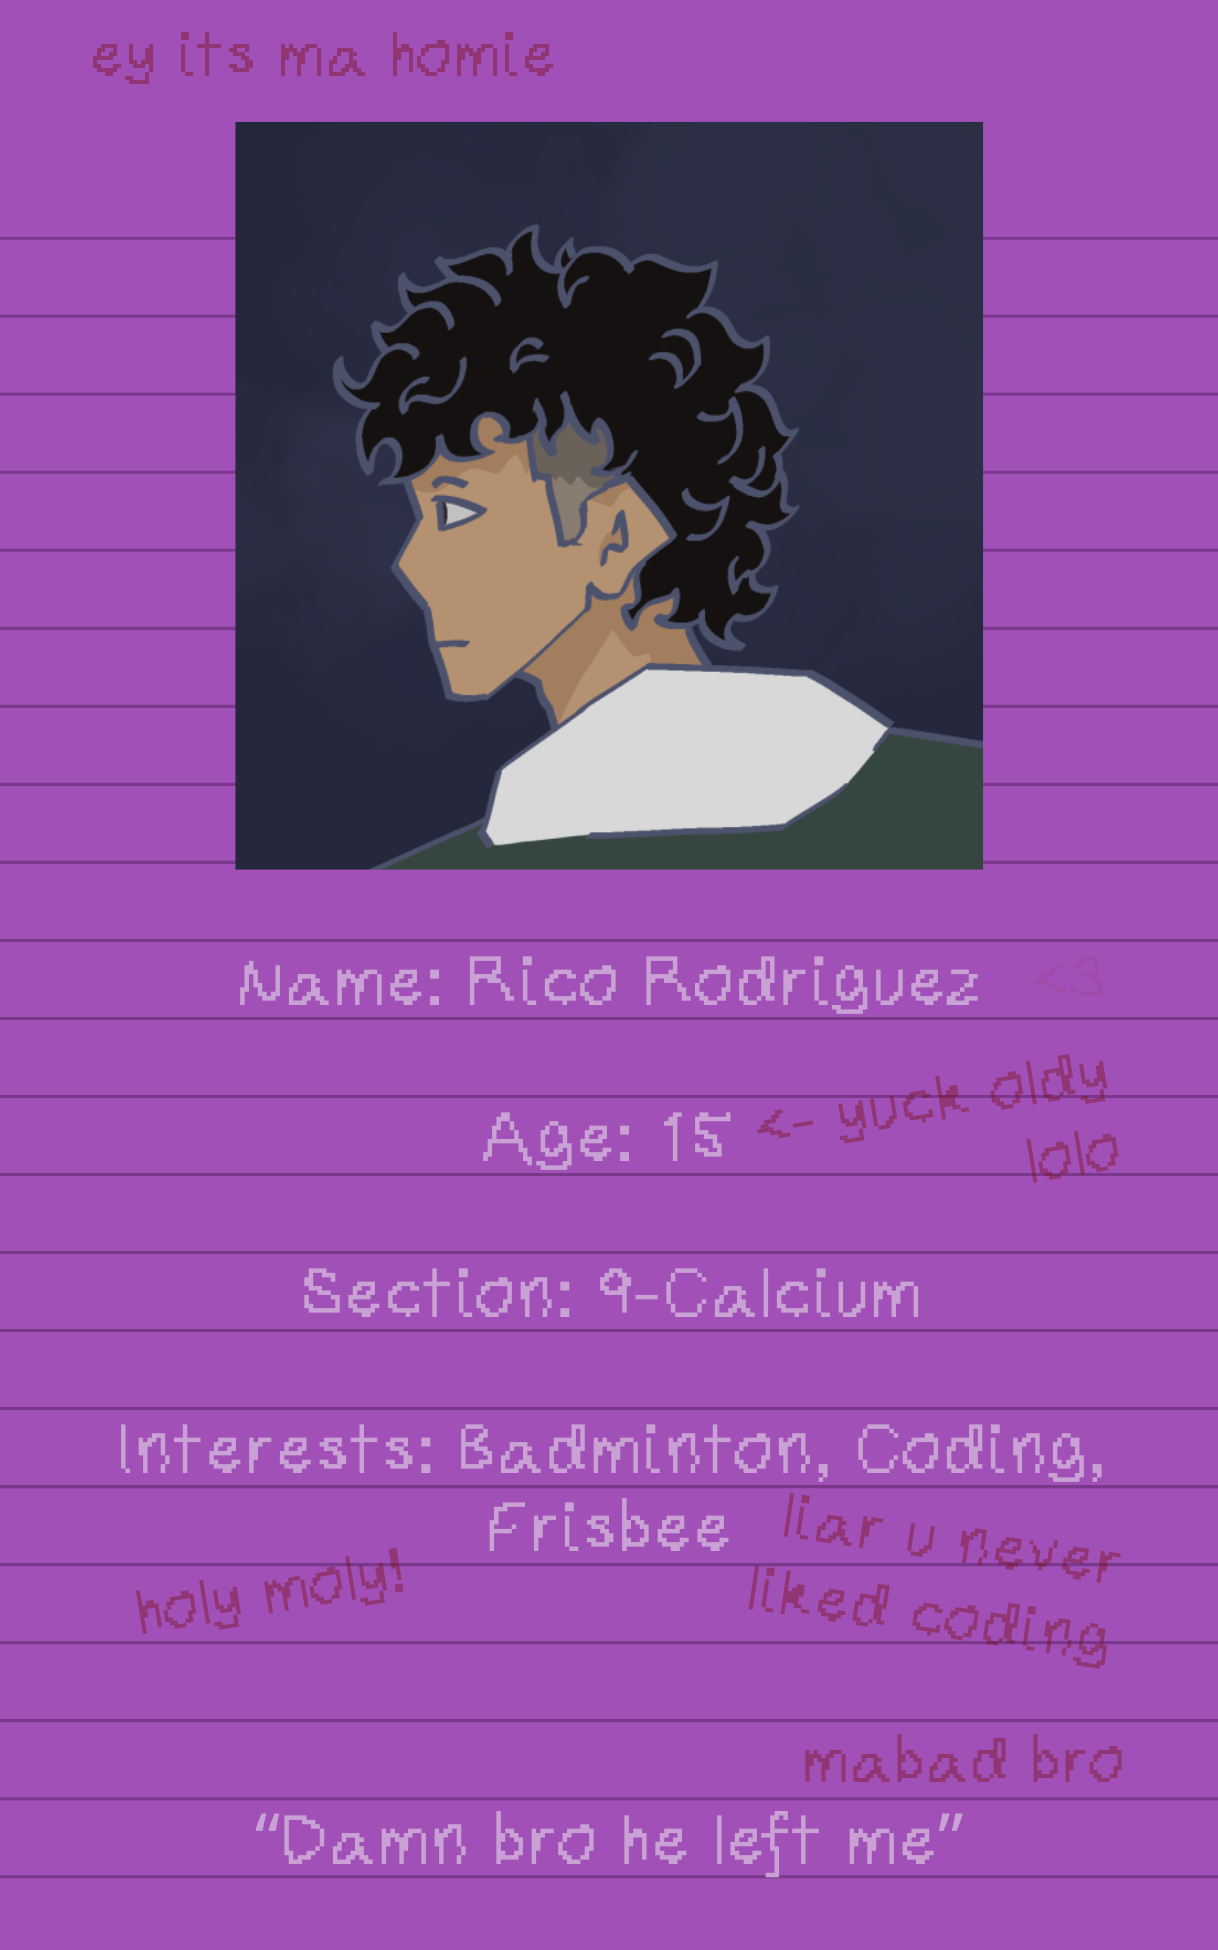 ey its ma homie
Name: Rico Rodriguez <3
Age: 15 <- yuck oldy
lolo
Section: 9-Calcium
Interests: Badminton, Coding,
Frisbee
liar u never
liked coding
holy moly!
mabad bro
“Damn bro he left me”